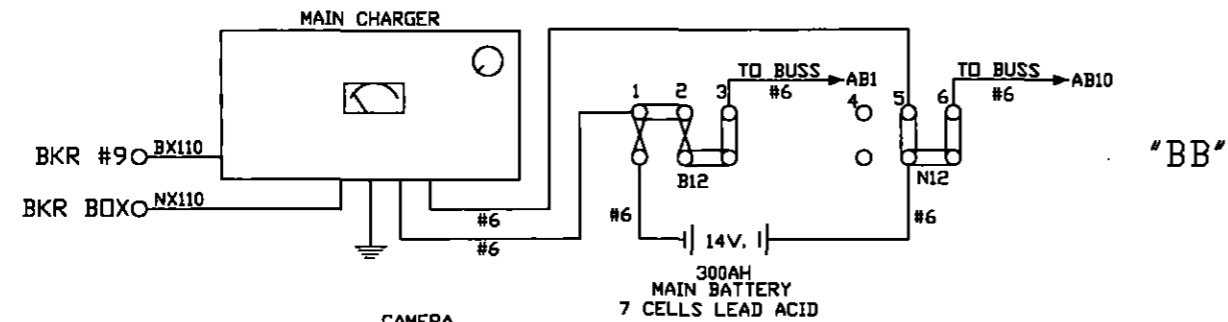 MAIN CHARGER
TO BUSS
#6
AB1
TO BUSS
#6
AB10
1
2
3
4
5
6
BKR #9
BX110
B12
N12
"BB"
BKR BOX
NX110
#6
#6
#6
#6
14V.
300AH
MAIN BATTERY
7 CELLS LEAD ACID
CAMERA